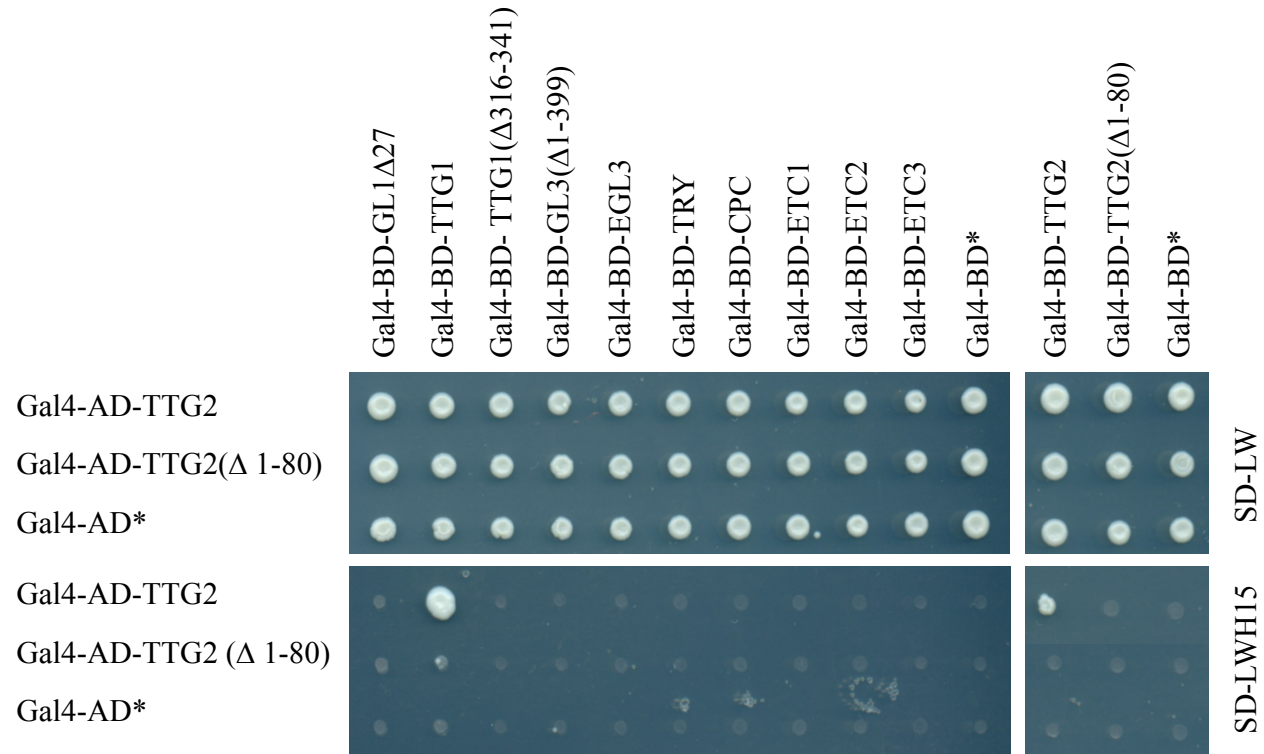 Gal4-BD-GL1Δ27
Gal4-BD-TTG1
Gal4-BD- TTG1(Δ316-341)
Gal4-BD-GL3(Δ1-399)
Gal4-BD-EGL3
Gal4-BD-TRY
Gal4-BD-CPC
Gal4-BD-ETC1
Gal4-BD-ETC2
Gal4-BD-ETC3
Gal4-BD*
Gal4-BD-TTG2
Gal4-BD-TTG2(Δ1-80)
Gal4-BD*
Gal4-AD-TTG2
Gal4-AD-TTG2(Δ 1-80)
Gal4-AD*
SD-LW
Gal4-AD-TTG2
Gal4-AD-TTG2 (Δ 1-80)
Gal4-AD*
SD-LWH15